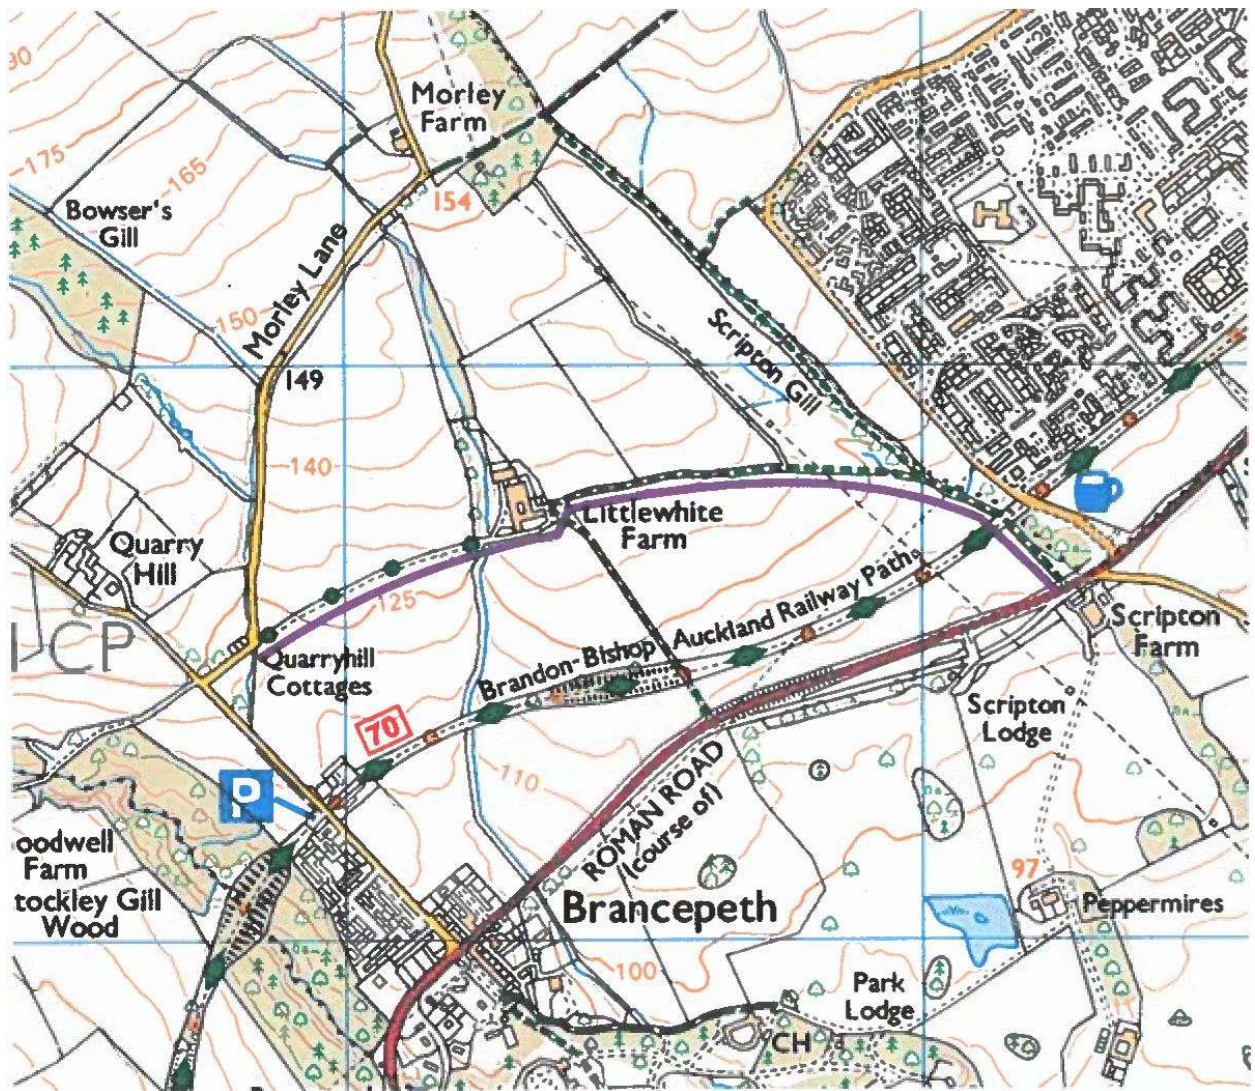 90
Morley
Farm
175
165
154
Bowser's
Gill
Morley Lane
150
149
Scripton Gill
140
Littlewhite
Farm
Quarry
Hill
125
CP
Quarryhill
Cottages
Brandon-Bishop Auckland Railway Path
Scripton
Farm
Scripton
Lodge
70
110
P
ROMAN ROAD
(course of)
oodwell
Farm
tockley Gill
Wood
97
Brancepeth
Peppermires
100
Park
Lodge
CH